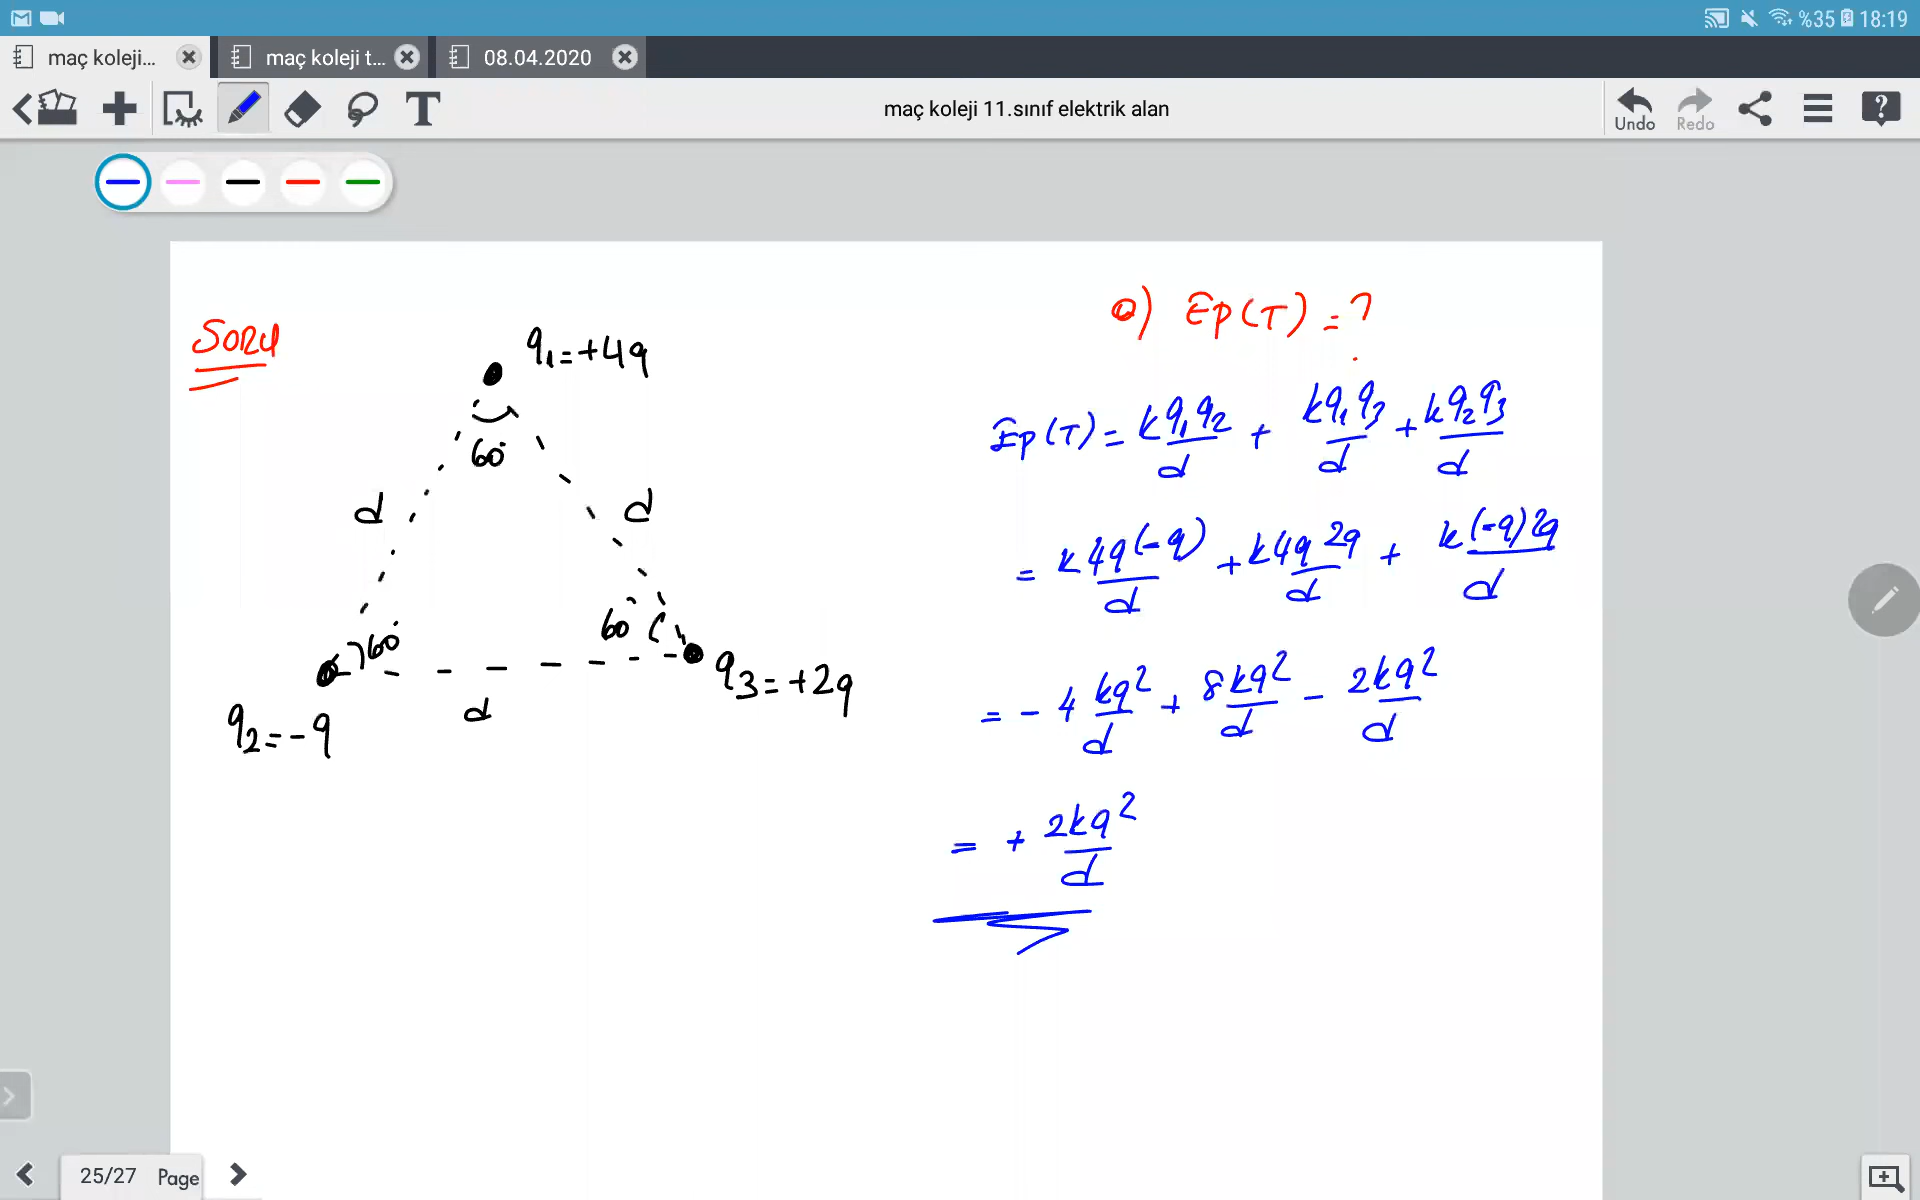 %35 18:19
maç koleji... maç koleji t... 08.04.2020
T maç koleji 11.sınıf elektrik alan Undo Redo
SORU
q1=+4q
60°
d
d
60°
60°
d
q2=-q
q3=+2q
a) Ep(T)=?
Ep(T)= kq1q2/d + kq1q3/d + kq2q3/d
= k4q(-q)/d + k4q2q/d + k(-q)2q/d
= -4 kq²/d + 8kq²/d - 2kq²/d
= + 2kq²/d
25/27 Page